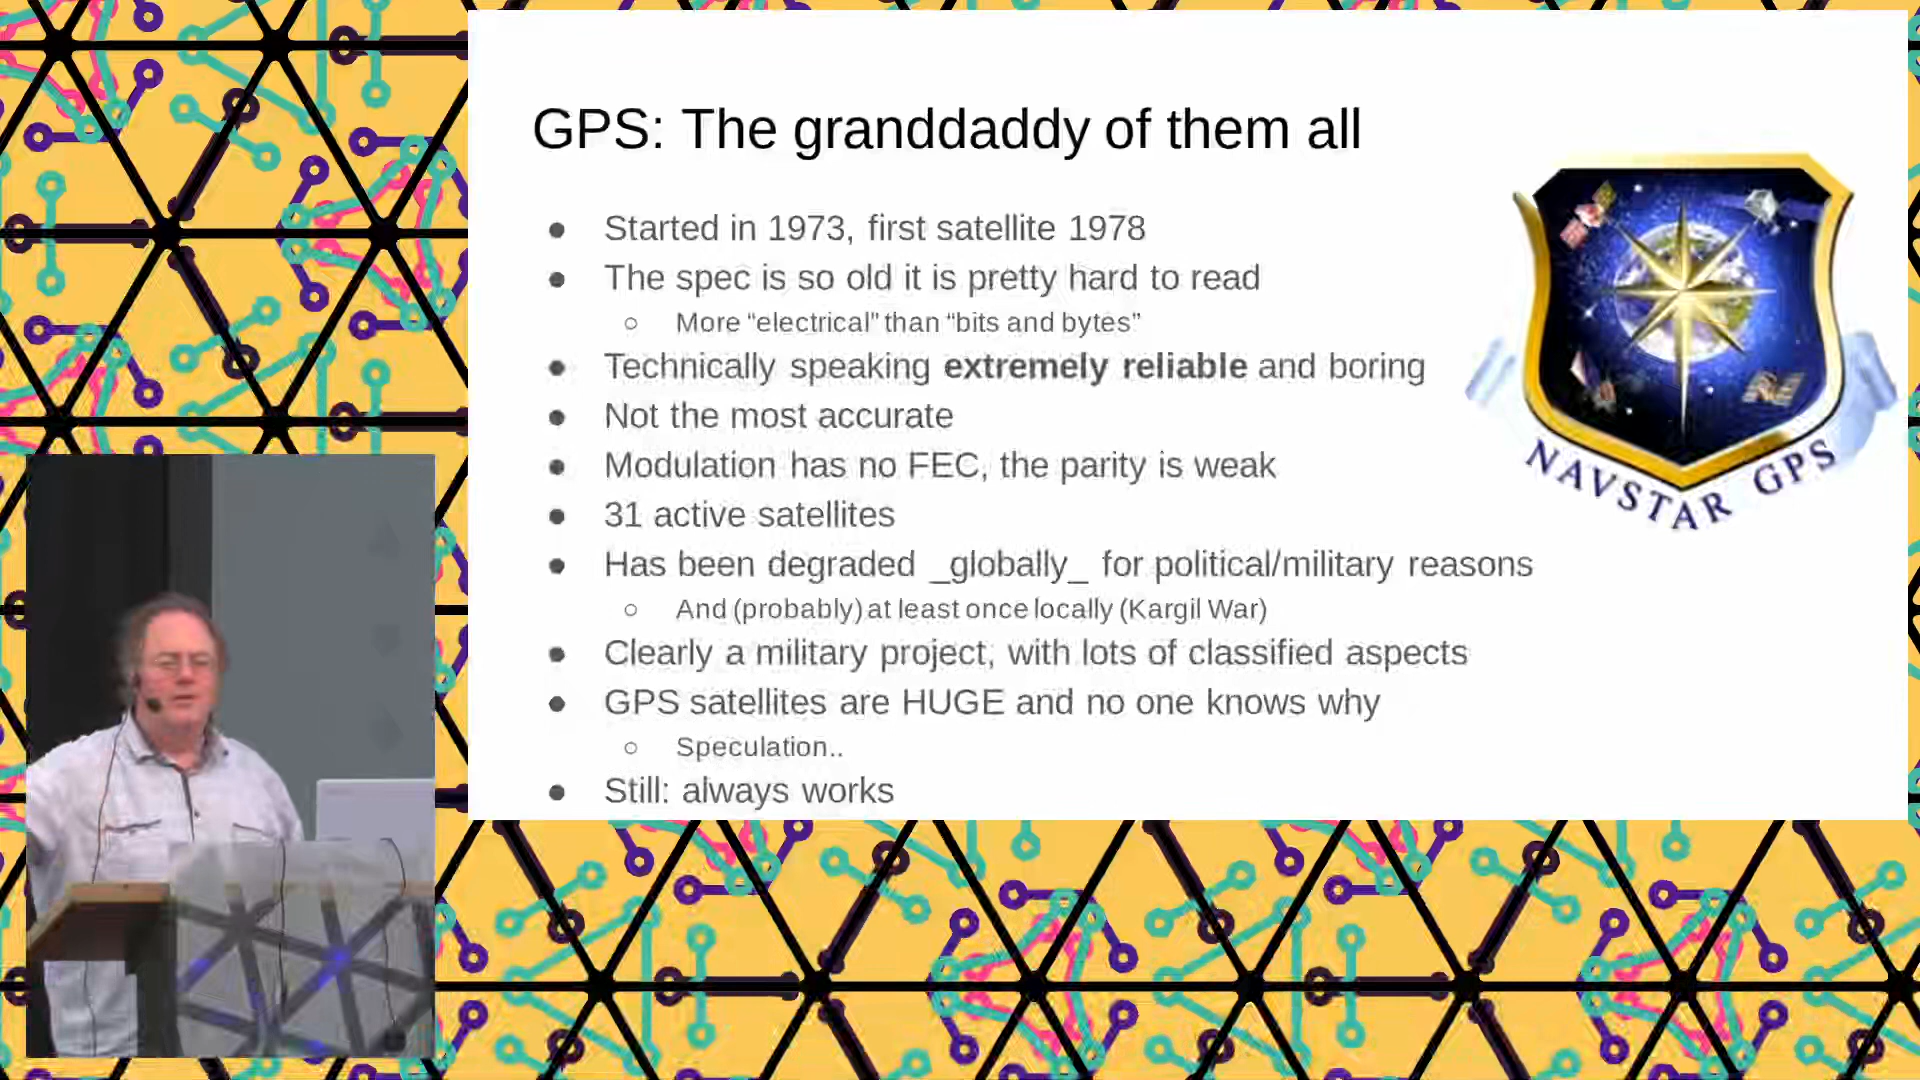 GPS: The granddaddy of them all
● Started in 1973, first satellite 1978
● The spec is so old it is pretty hard to read
○ More “electrical” than “bits and bytes”
● Technically speaking extremely reliable and boring
● Not the most accurate
● Modulation has no FEC, the parity is weak
● 31 active satellites
● Has been degraded _globally_ for political/military reasons
○ And (probably) at least once locally (Kargil War)
● Clearly a military project, with lots of classified aspects
● GPS satellites are HUGE and no one knows why
○ Speculation..
● Still: always works
NAVSTAR GPS